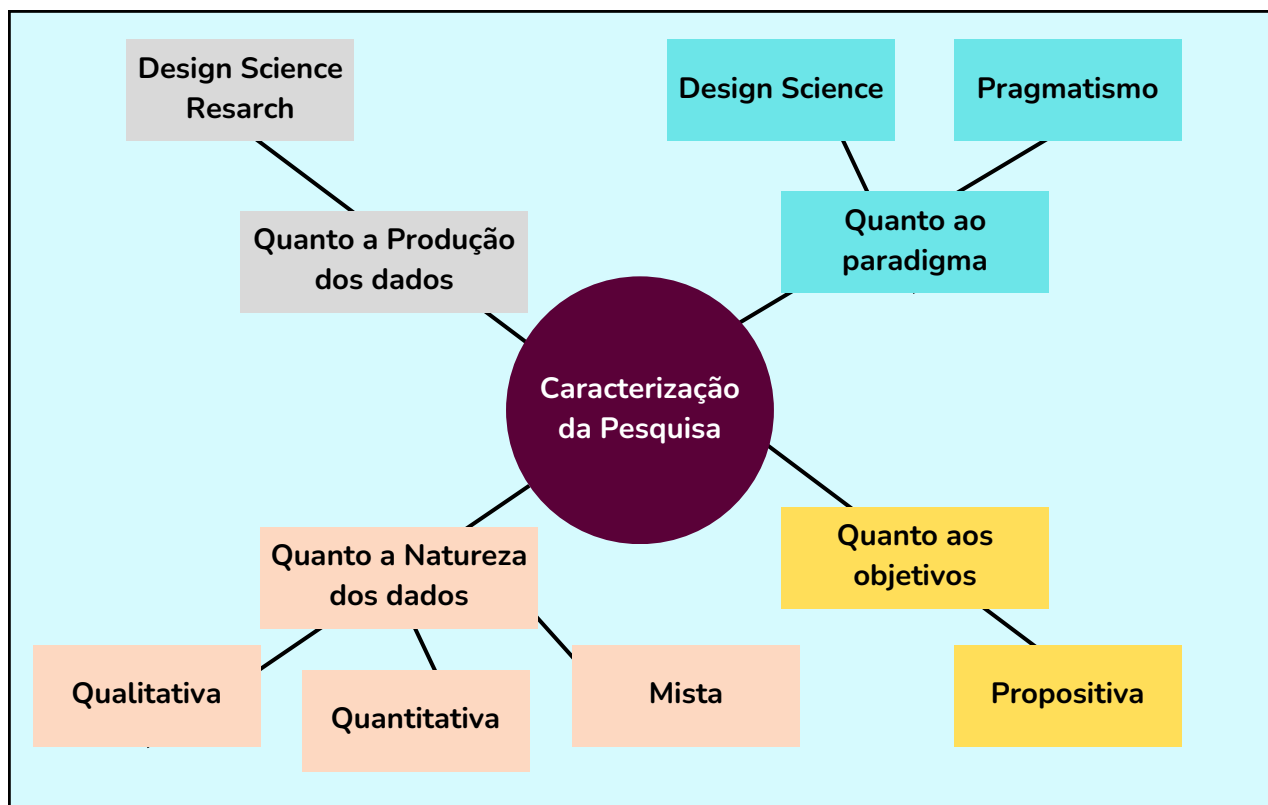 Design Science
Resarch
Design Science
Pragmatismo
Quanto a Produção
dos dados
Quanto ao
paradigma
Caracterização
da Pesquisa
Quanto a Natureza
dos dados
Quanto aos
objetivos
Qualitativa
Quantitativa
Mista
Propositiva